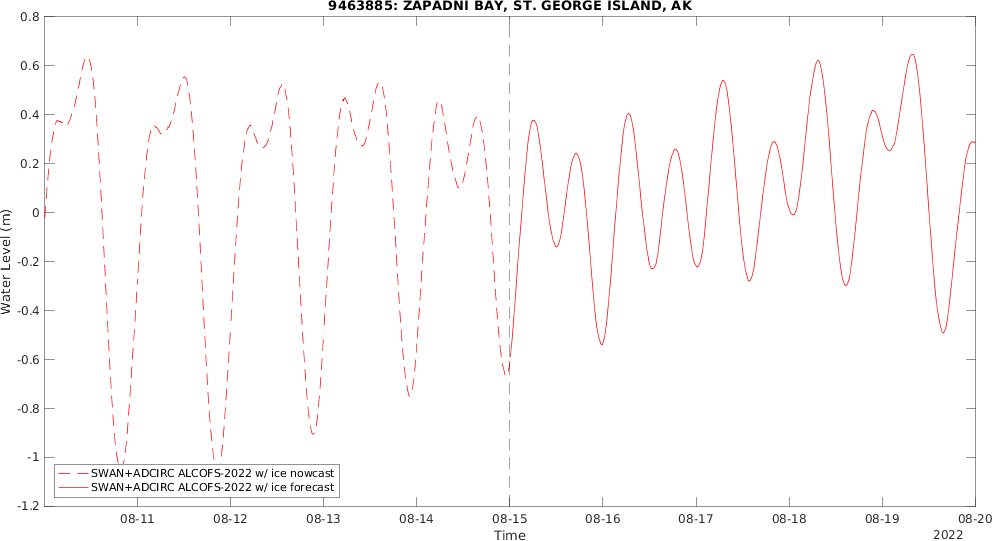 9463885: ZAPADNI BAY, ST. GEORGE ISLAND, AK
0.8
0.6
0.4
0.2
0
-0.2
-0.4
-0.6
-0.8
-1
-1.2
Water Level (m)
SWAN+ADCIRC ALCOFS-2022 w/ ice nowcast
SWAN+ADCIRC ALCOFS-2022 w/ ice forecast
08-11 08-12 08-13 08-14 08-15 08-16 08-17 08-18 08-19 08-20
Time
2022